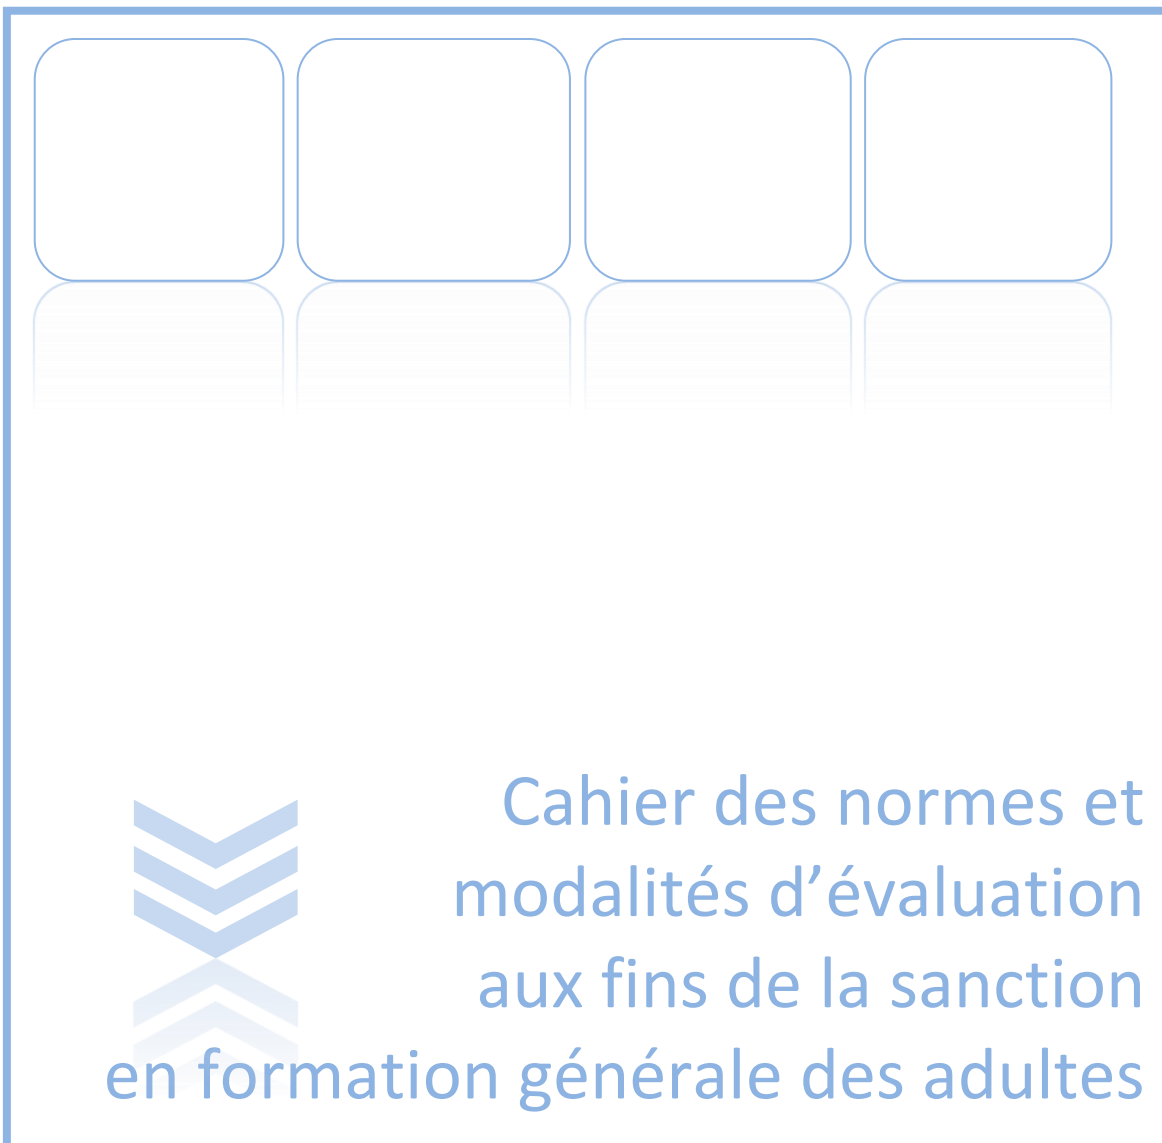 Cahier des normes et
modalités d’évaluation
aux fins de la sanction
en formation générale des adultes